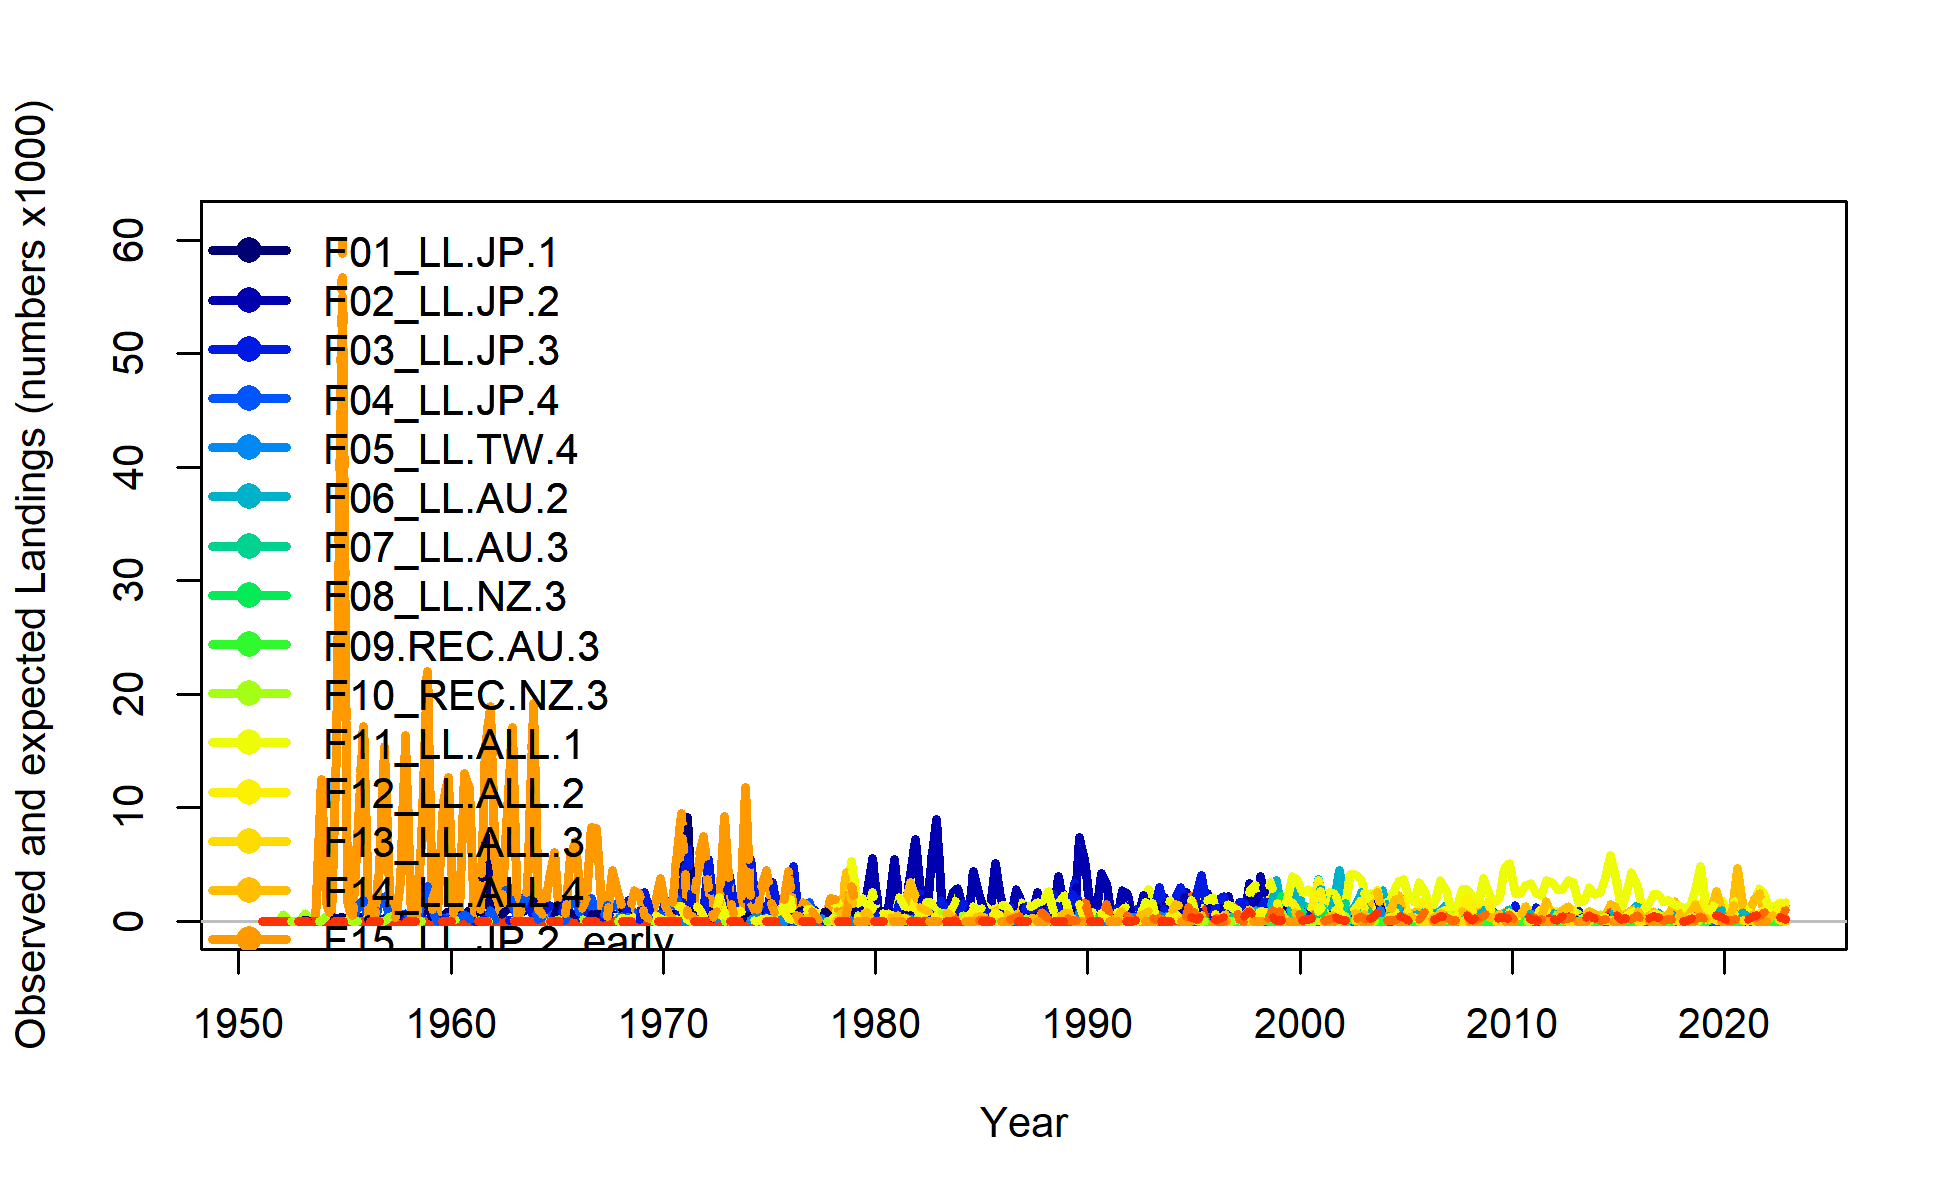 Observed and expected Landings (numbers x1000)
60
50
40
30
20
10
0
F01_LL.JP.1
F02_LL.JP.2
F03_LL.JP.3
F04_LL.JP.4
F05_LL.TW.4
F06_LL.AU.2
F07_LL.AU.3
F08_LL.NZ.3
F09.REC.AU.3
F10_REC.NZ.3
F11_LL.ALL.1
F12_LL.ALL.2
F13_LL.ALL.3
F14_LL.ALL.4
F15_LL.JP.2_early
1950 1960 1970 1980 1990 2000 2010 2020
Year